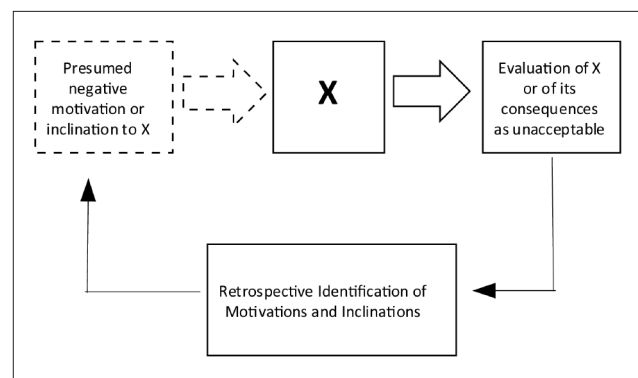 Presumed
negative
motivation or
inclination to X
X
Evaluation of X
or of its
consequences
as unacceptable
Retrospective Identification of
Motivations and Inclinations